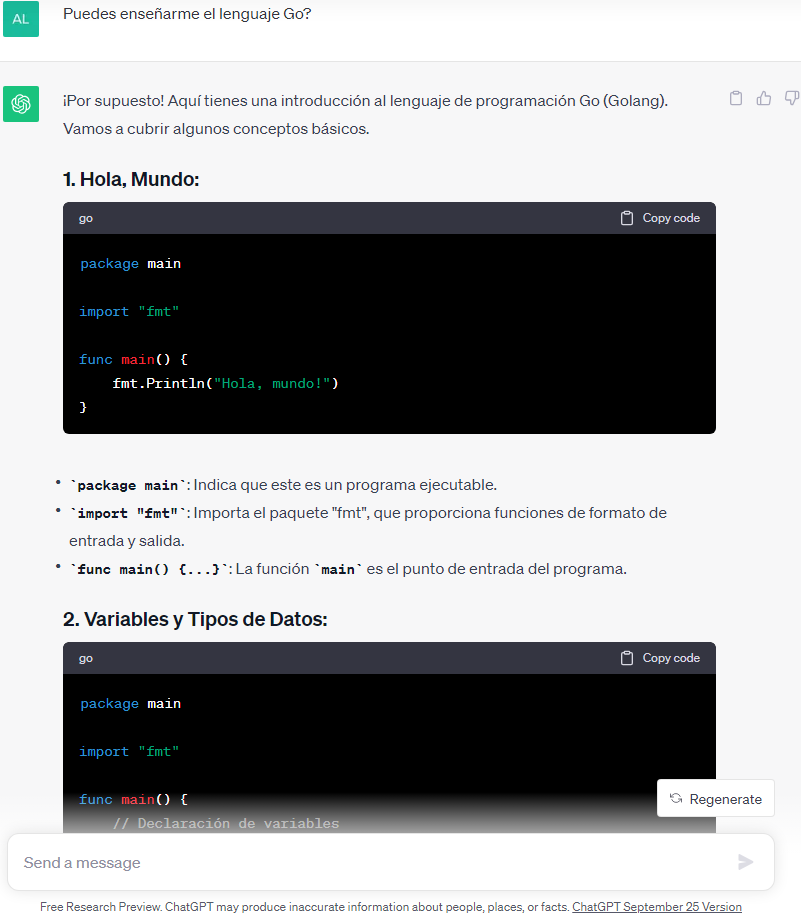 AL
Puedes enseñarme el lenguaje Go?
¡Por supuesto! Aquí tienes una introducción al lenguaje de programación Go (Golang).
Vamos a cubrir algunos conceptos básicos.
1. Hola, Mundo:
go
Copy code
package main
import "fmt"
func main() {
    fmt.Println("Hola, mundo!")
}
• `package main`: Indica que este es un programa ejecutable.
• `import "fmt"`: Importa el paquete "fmt", que proporciona funciones de formato de
entrada y salida.
• `func main() {...}`: La función `main` es el punto de entrada del programa.
2. Variables y Tipos de Datos:
go
Copy code
package main
import "fmt"
func main() {
    // Declaración de variables
Regenerate
Send a message
Free Research Preview. ChatGPT may produce inaccurate information about people, places, or facts. ChatGPT September 25 Version